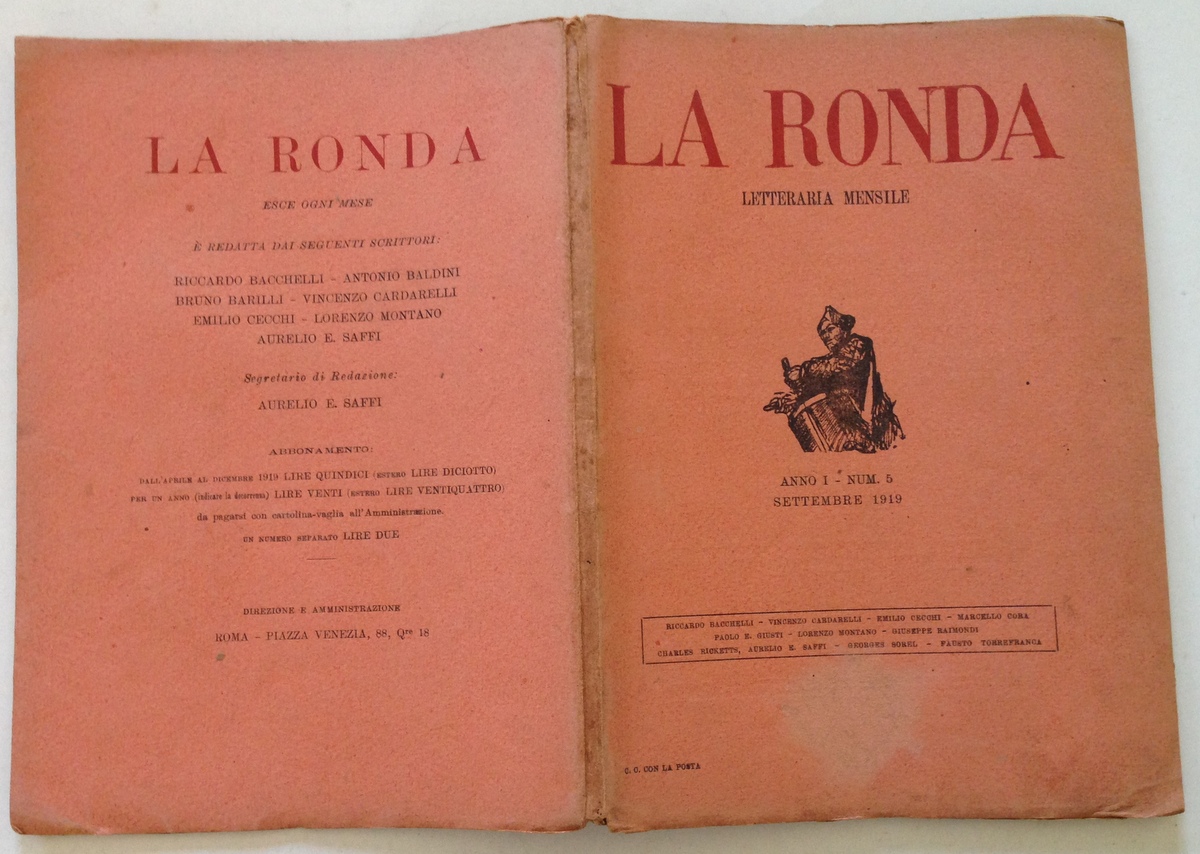 LA RONDA
ESCE OGNI MESE
È REDATTA DAI SEGUENTI SCRITTORI:
RICCARDO BACCHELLI - ANTONIO BALDINI
BRUNO BARILLI - VINCENZO CARDARELLI
EMILIO CECCHI - LORENZO MONTANO
AURELIO E. SAFFI
Segretario di Redazione:
AURELIO E. SAFFI
ABBONAMENTO:
DALL'APRILE AL DICEMBRE 1919 LIRE QUINDICI (ESTERO LIRE DICIOTTO)
PER UN ANNO (indicare la decorrenza) LIRE VENTI (ESTERO LIRE VENTIQUATTRO)
da pagarsi con cartolina-vaglia all'Amministrazione.
UN NUMERO SEPARATO LIRE DUE
DIREZIONE E AMMINISTRAZIONE
ROMA - PIAZZA VENEZIA, 88, Qre 18
LA RONDA
LETTERARIA MENSILE
ANNO I - NUM. 5
SETTEMBRE 1919
RICCARDO BACCHELLI - VINCENZO CARDARELLI - EMILIO CECCHI - MARCELLO CORA
PAOLO E. GIUSTI - LORENZO MONTANO - GIUSEPPE RAIMONDI
CHARLES RICKETTS, AURELIO E. SAFFI - GEORGES SOREL - FAUSTO TORREFRANCA
C. C. CON LA POSTA